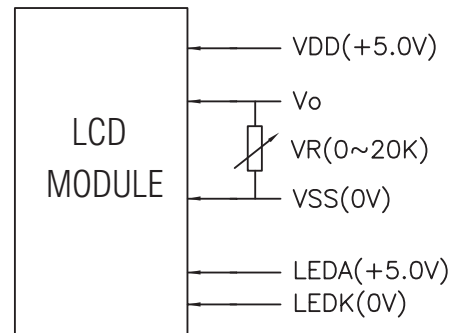 VDD(+5.0V)
Vo
LCD
MODULE
VR(0~20K)
VSS(0V)
LEDA(+5.0V)
LEDK(0V)